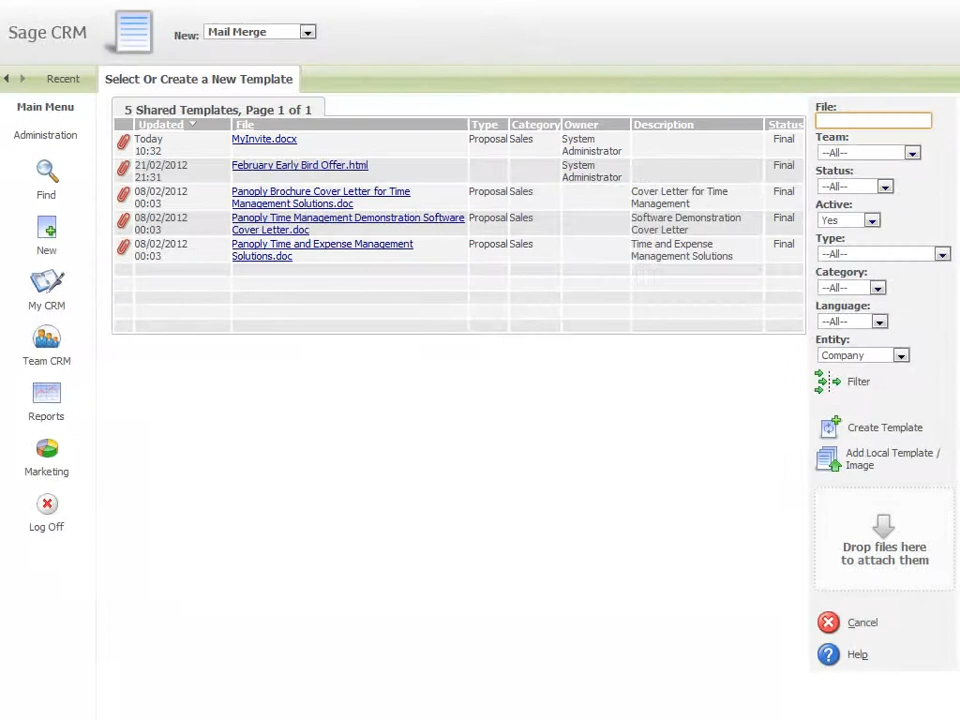 Sage CRM
New: Mail Merge
Recent
Select Or Create a New Template
Main Menu
Administration
Find
New
My CRM
Team CRM
Reports
Marketing
Log Off
5 Shared Templates, Page 1 of 1
Updated File Type Category Owner Description Status
Today MyInvite.docx Proposal Sales System Final
10:32 Administrator
21/02/2012 February Early Bird Offer.html System Final
21:31 Administrator
08/02/2012 Panoply Brochure Cover Letter for Time Proposal Sales Cover Letter for Time Final
00:03 Management Solutions.doc Management
08/02/2012 Panoply Time Management Demonstration Software Proposal Sales Software Demonstration Final
00:03 Cover Letter.doc Cover Letter
08/02/2012 Panoply Time and Expense Management Proposal Sales Time and Expense Final
00:03 Solutions.doc Management Solutions
File:
Team:
--All--
Status:
--All--
Active:
Yes
Type:
--All--
Category:
--All--
Language:
--All--
Entity:
Company
Filter
Create Template
Add Local Template /
Image
Drop files here
to attach them
Cancel
Help